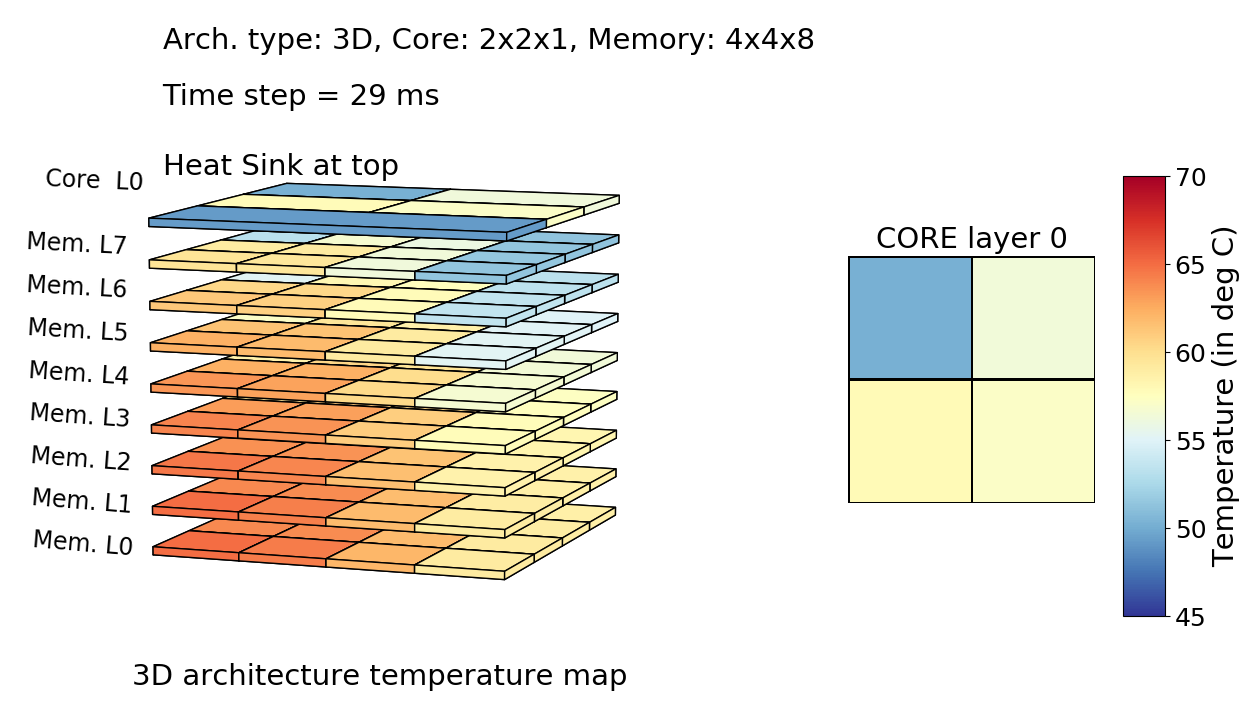 Arch. type: 3D, Core: 2x2x1, Memory: 4x4x8
Time step = 29 ms
Heat Sink at top
Core  L0
Mem. L7
Mem. L6
Mem. L5
Mem. L4
Mem. L3
Mem. L2
Mem. L1
Mem. L0
3D architecture temperature map
CORE layer 0
70
65
60
55
50
45
Temperature (in deg C)